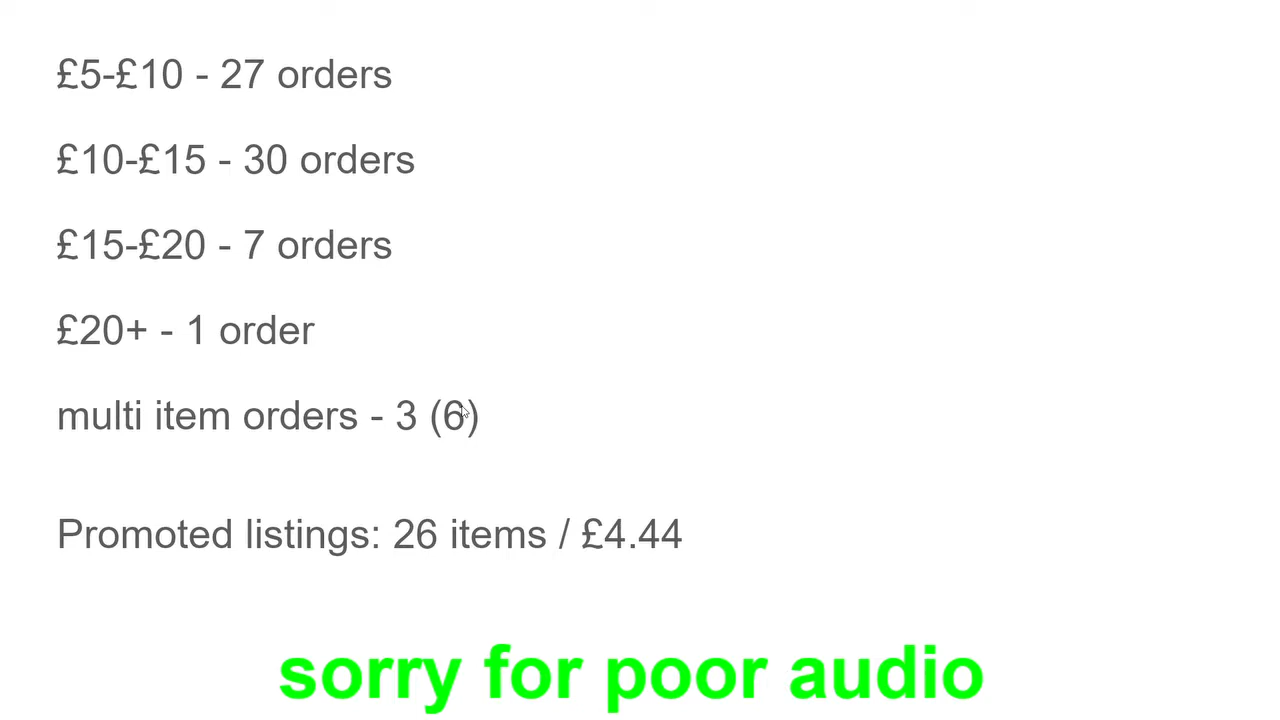 £5-£10 - 27 orders
£10-£15 - 30 orders
£15-£20 - 7 orders
£20+ - 1 order
multi item orders - 3 (6)
Promoted listings: 26 items / £4.44
sorry for poor audio